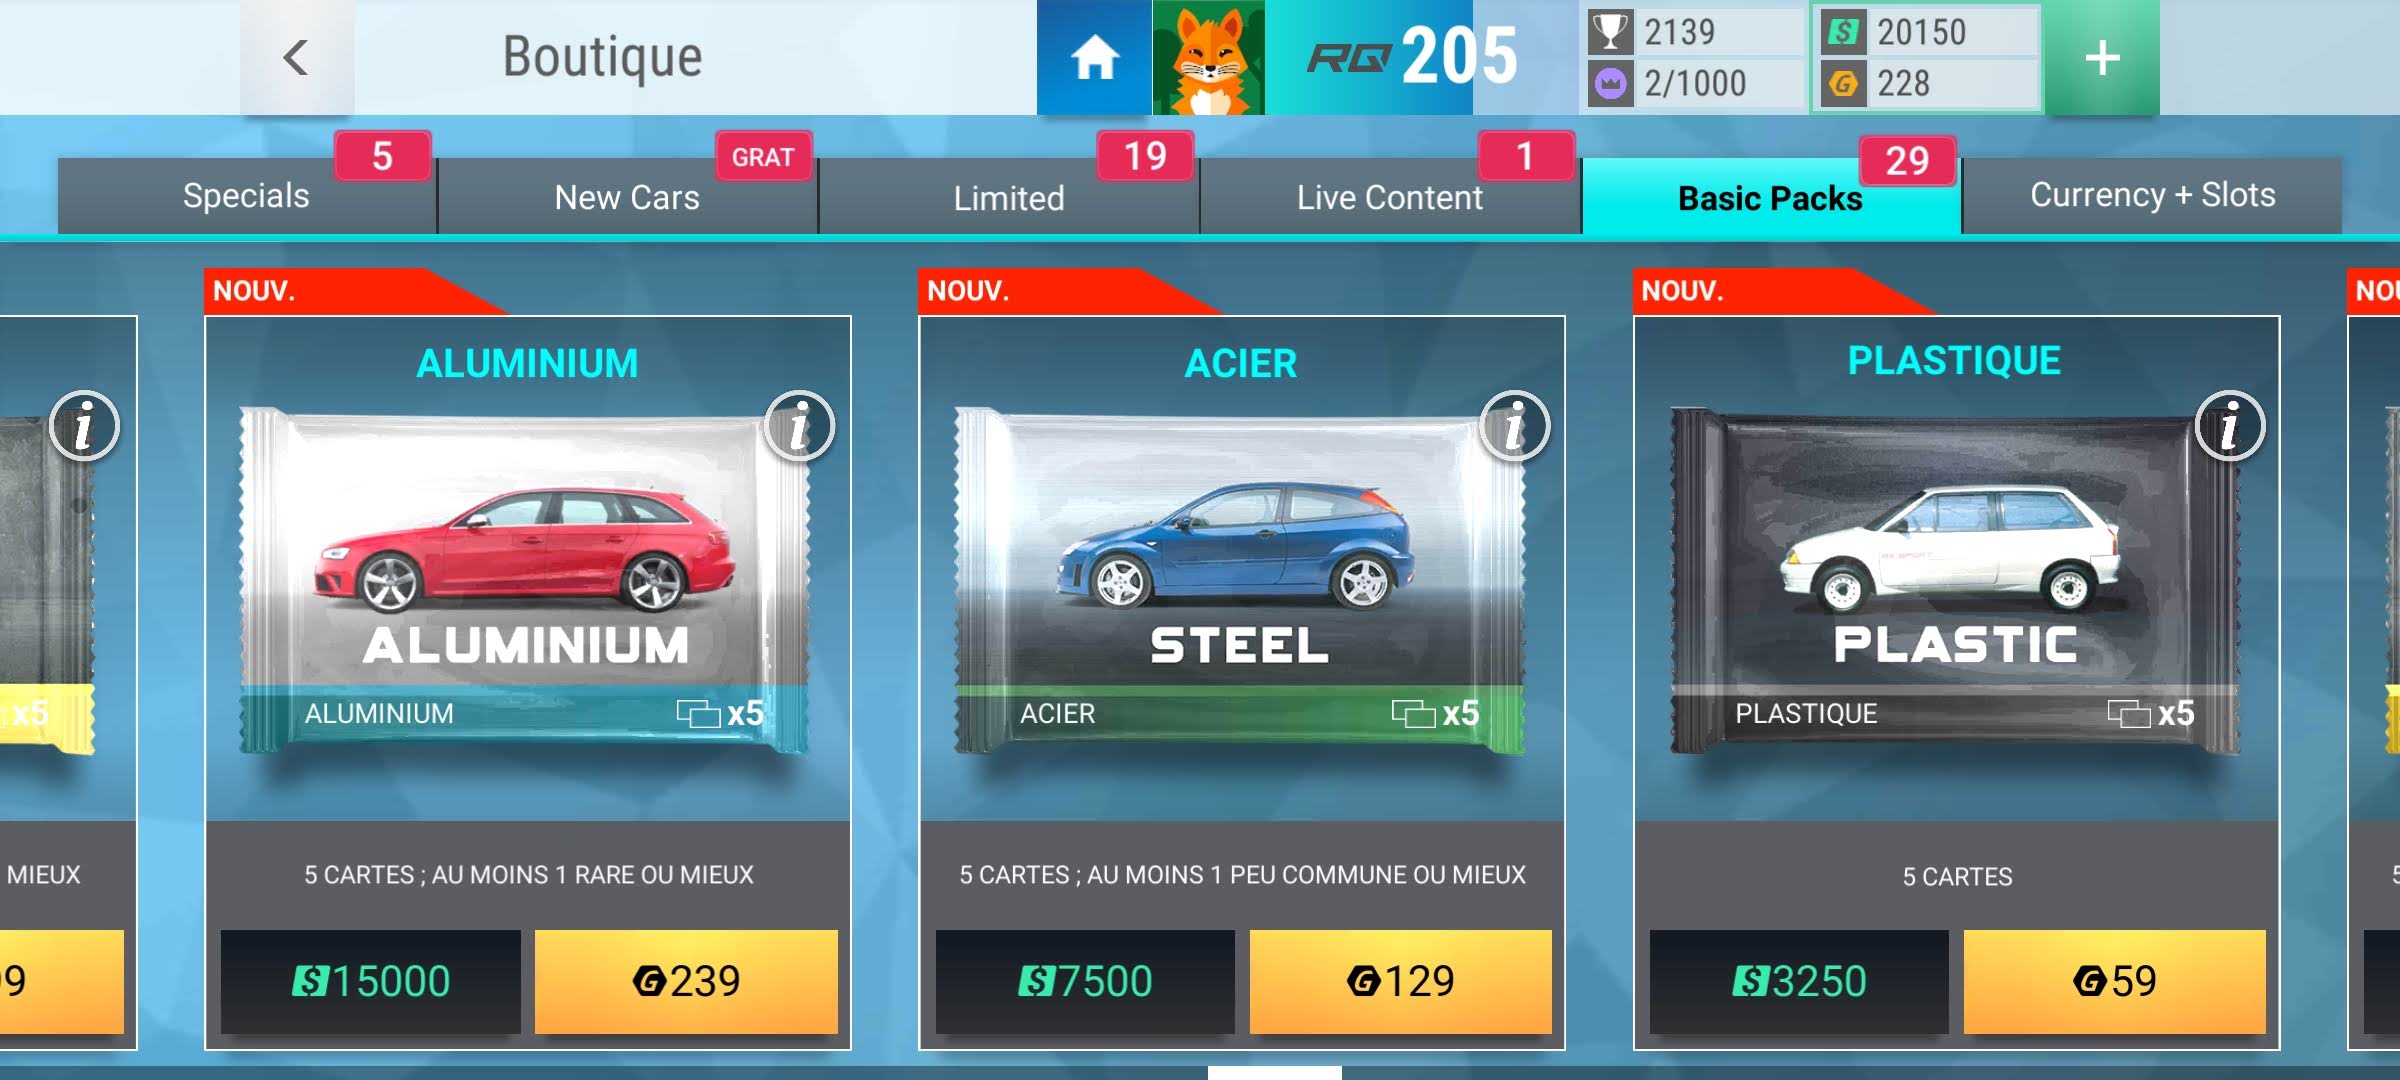 Boutique
RQ 205
2139
2/1000
20150
228
Specials
5
New Cars
GRAT
Limited
19
Live Content
1
Basic Packs
29
Currency + Slots
x5
MIEUX
NOUV.
ALUMINIUM
ALUMINIUM
ALUMINIUM
x5
5 CARTES ; AU MOINS 1 RARE OU MIEUX
15000
239
NOUV.
ACIER
STEEL
ACIER
x5
5 CARTES ; AU MOINS 1 PEU COMMUNE OU MIEUX
7500
129
NOUV.
PLASTIQUE
PLASTIC
PLASTIQUE
x5
5 CARTES
3250
59